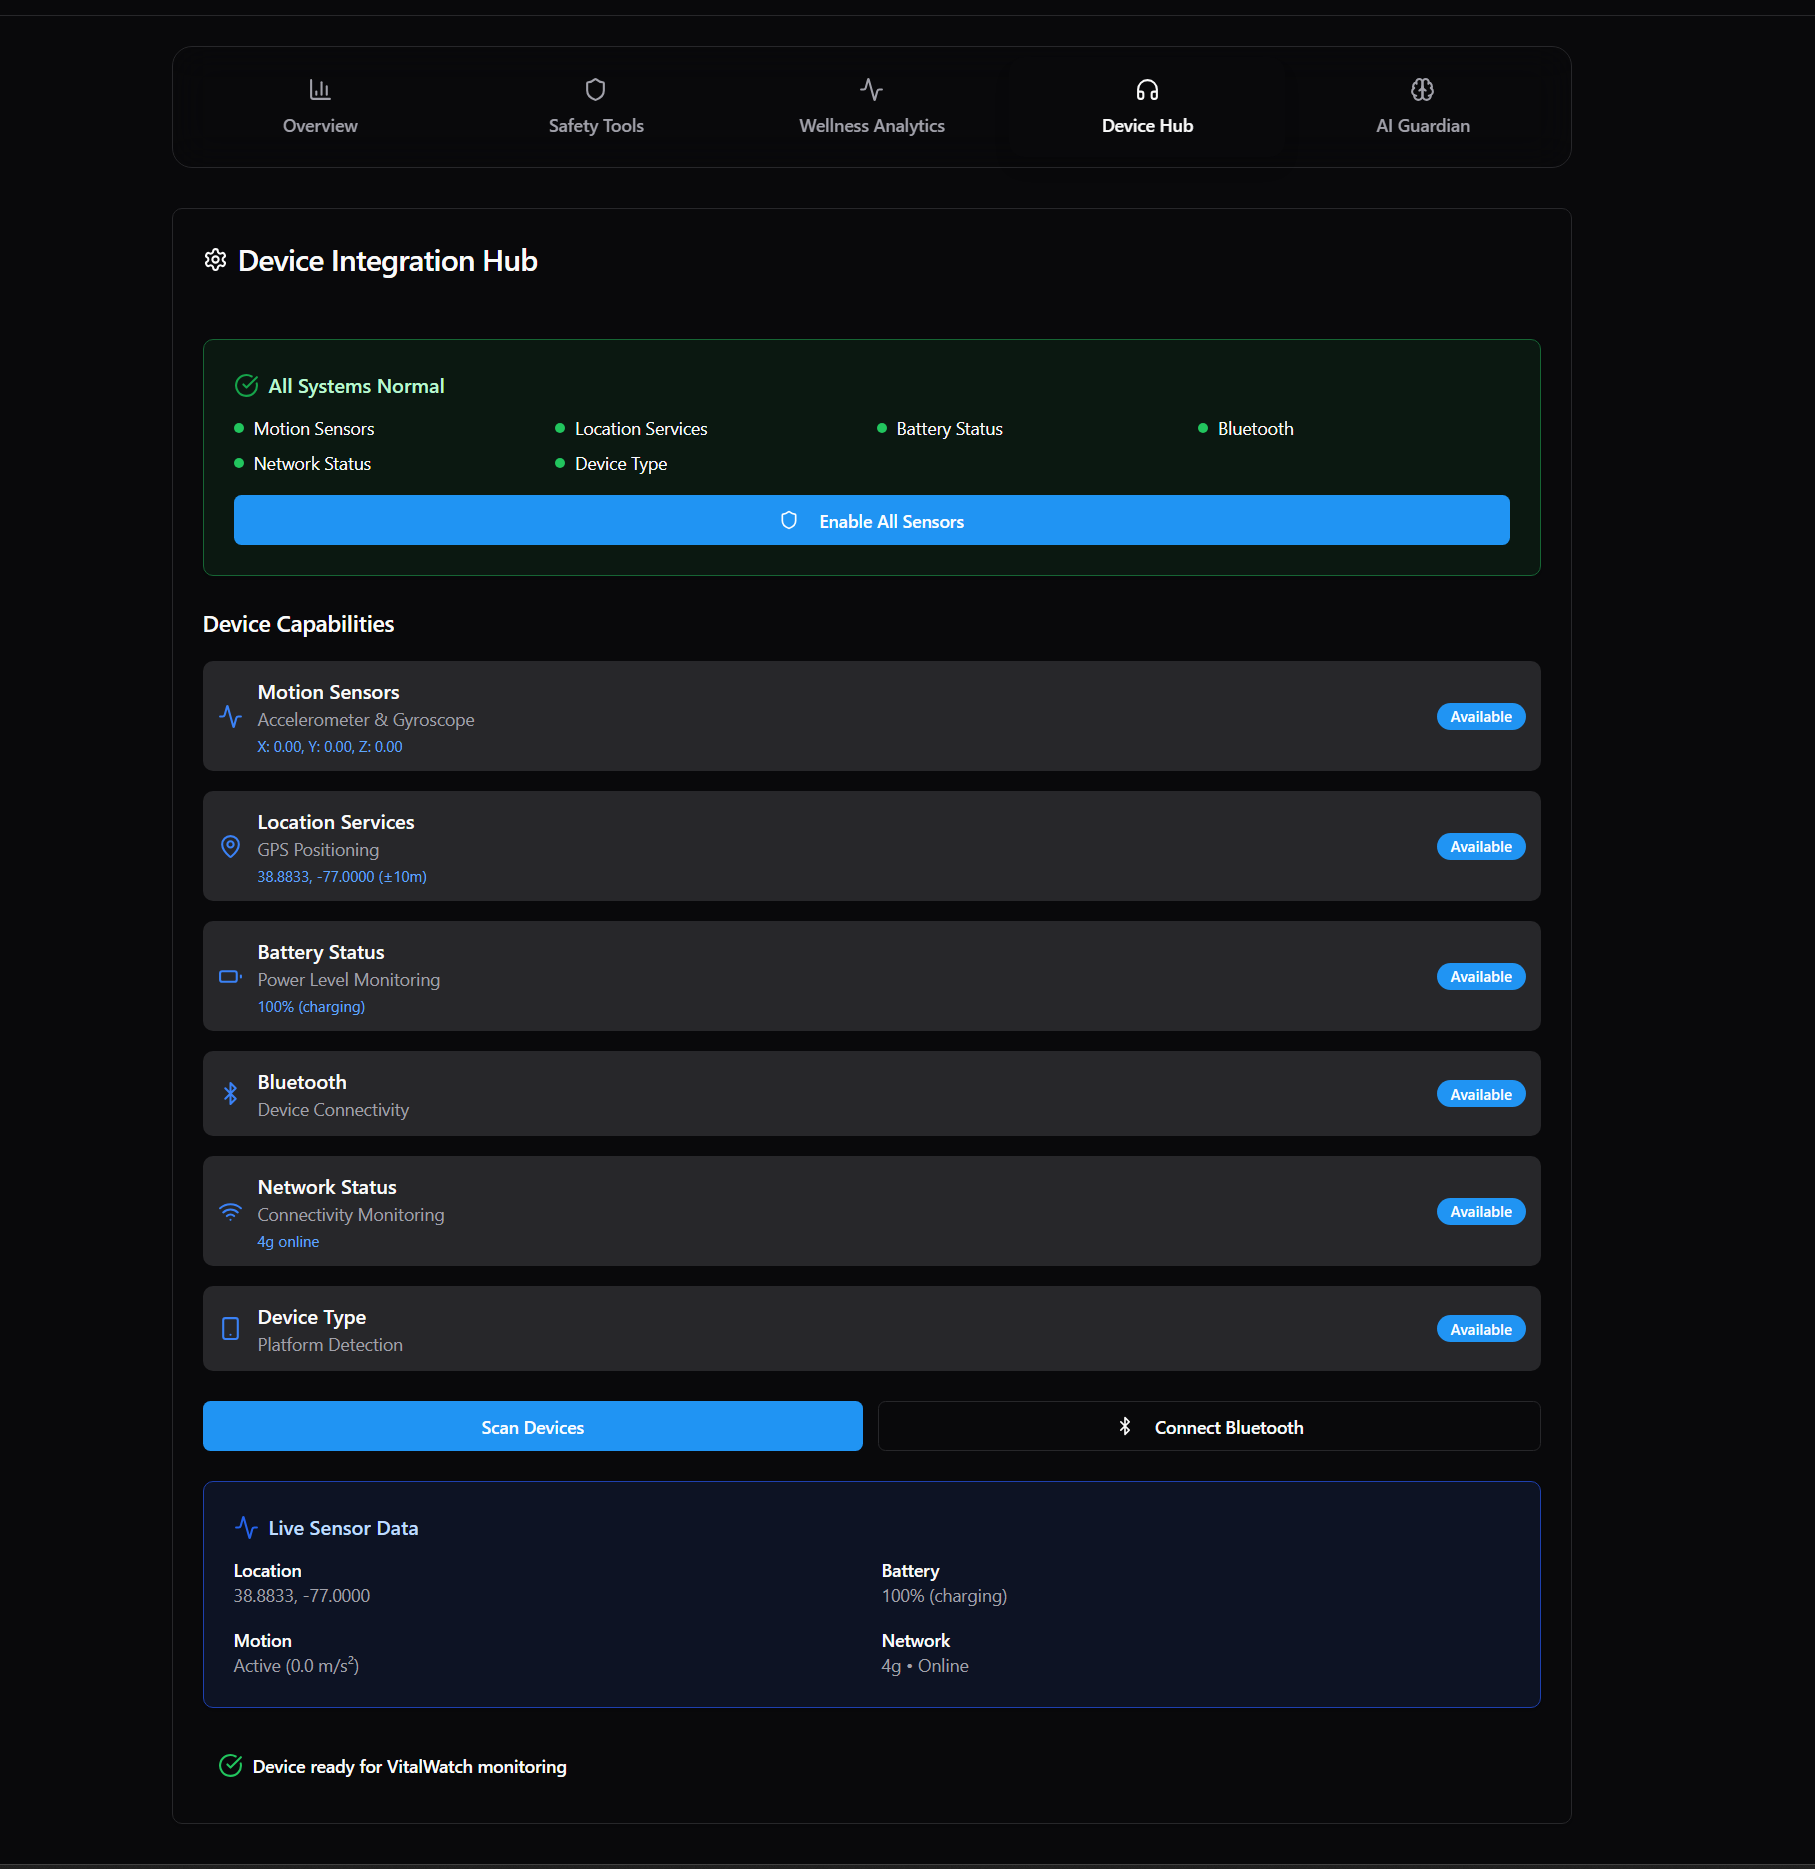 Overview
Safety Tools
Wellness Analytics
Device Hub
AI Guardian
Device Integration Hub
All Systems Normal
Motion Sensors
Location Services
Battery Status
Bluetooth
Network Status
Device Type
Enable All Sensors
Device Capabilities
Motion Sensors
Accelerometer & Gyroscope
X: 0.00, Y: 0.00, Z: 0.00
Available
Location Services
GPS Positioning
38.8833, -77.0000 (±10m)
Available
Battery Status
Power Level Monitoring
100% (charging)
Available
Bluetooth
Device Connectivity
Available
Network Status
Connectivity Monitoring
4g online
Available
Device Type
Platform Detection
Available
Scan Devices
Connect Bluetooth
Live Sensor Data
Location
38.8833, -77.0000
Battery
100% (charging)
Motion
Active (0.0 m/s²)
Network
4g • Online
Device ready for VitalWatch monitoring